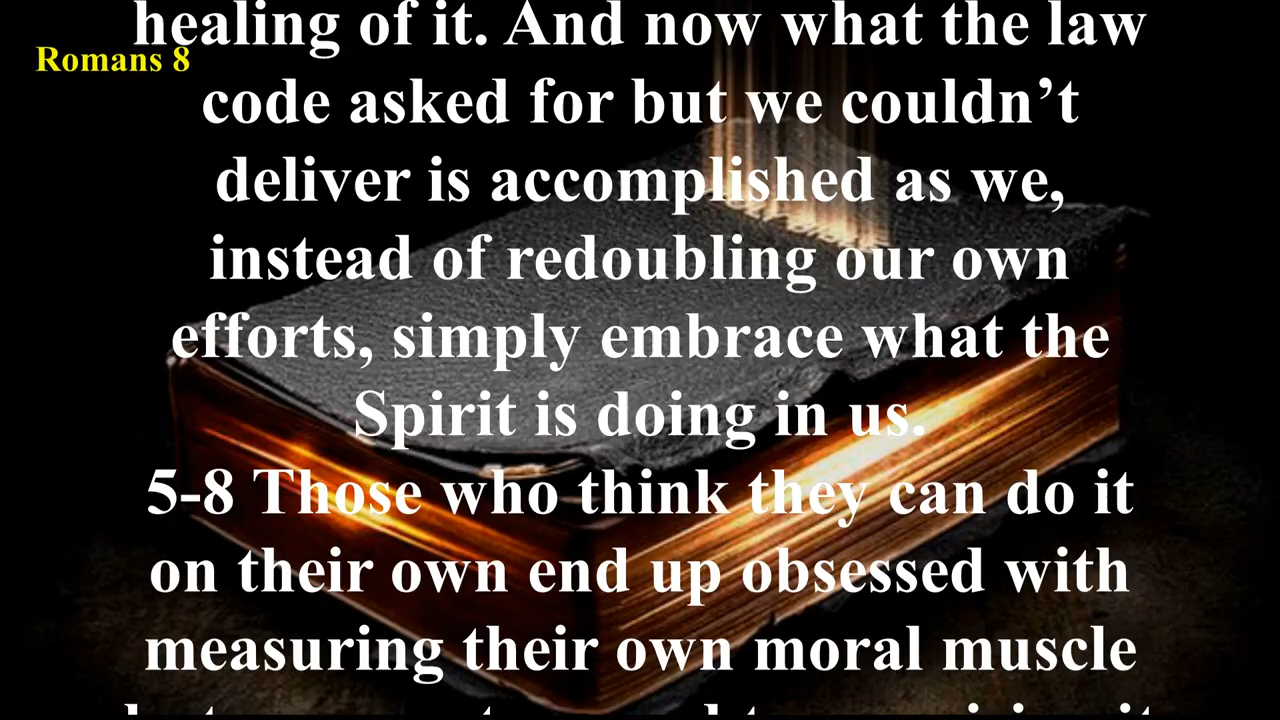 healing of it. And now what the law
Romans 8
code asked for but we couldn’t
deliver is accomplished as we,
instead of redoubling our own
efforts, simply embrace what the
Spirit is doing in us.
5-8 Those who think they can do it
on their own end up obsessed with
measuring their own moral muscle